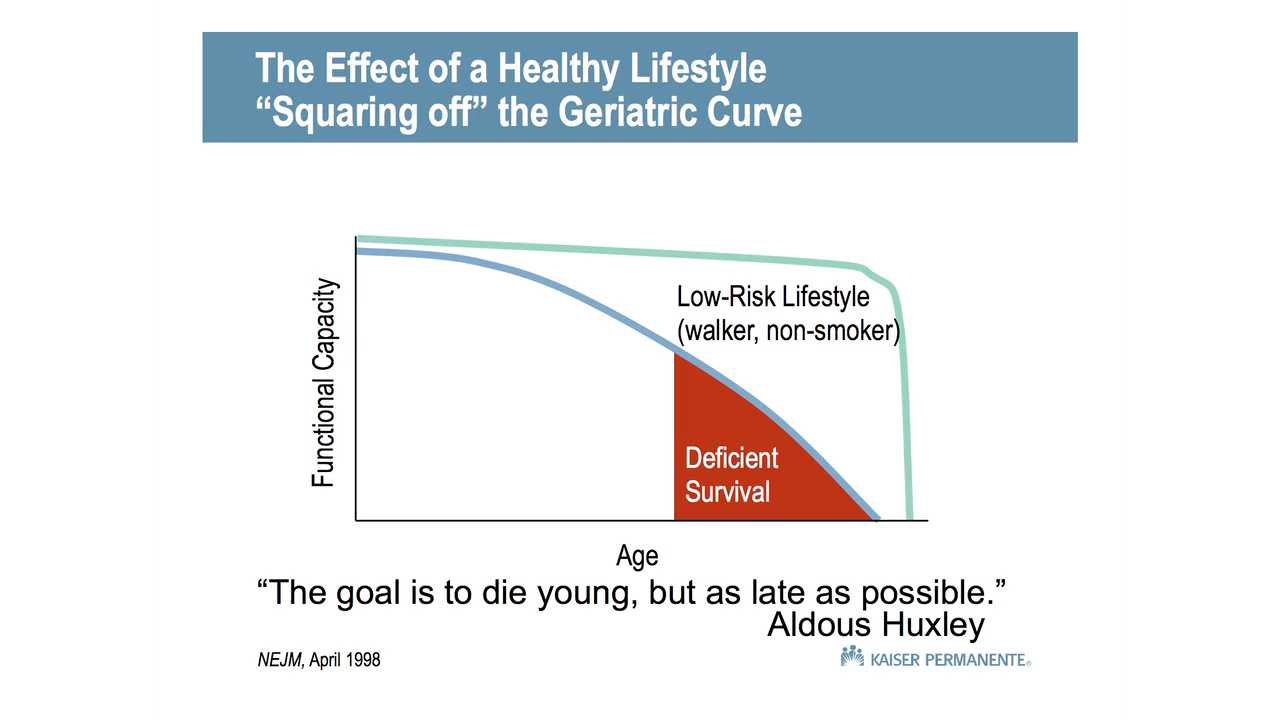 The Effect of a Healthy Lifestyle
“Squaring off” the Geriatric Curve
Functional Capacity
Low-Risk Lifestyle
(walker, non-smoker)
Deficient
Survival
Age
“The goal is to die young, but as late as possible.”
Aldous Huxley
NEJM, April 1998
KAISER PERMANENTE®